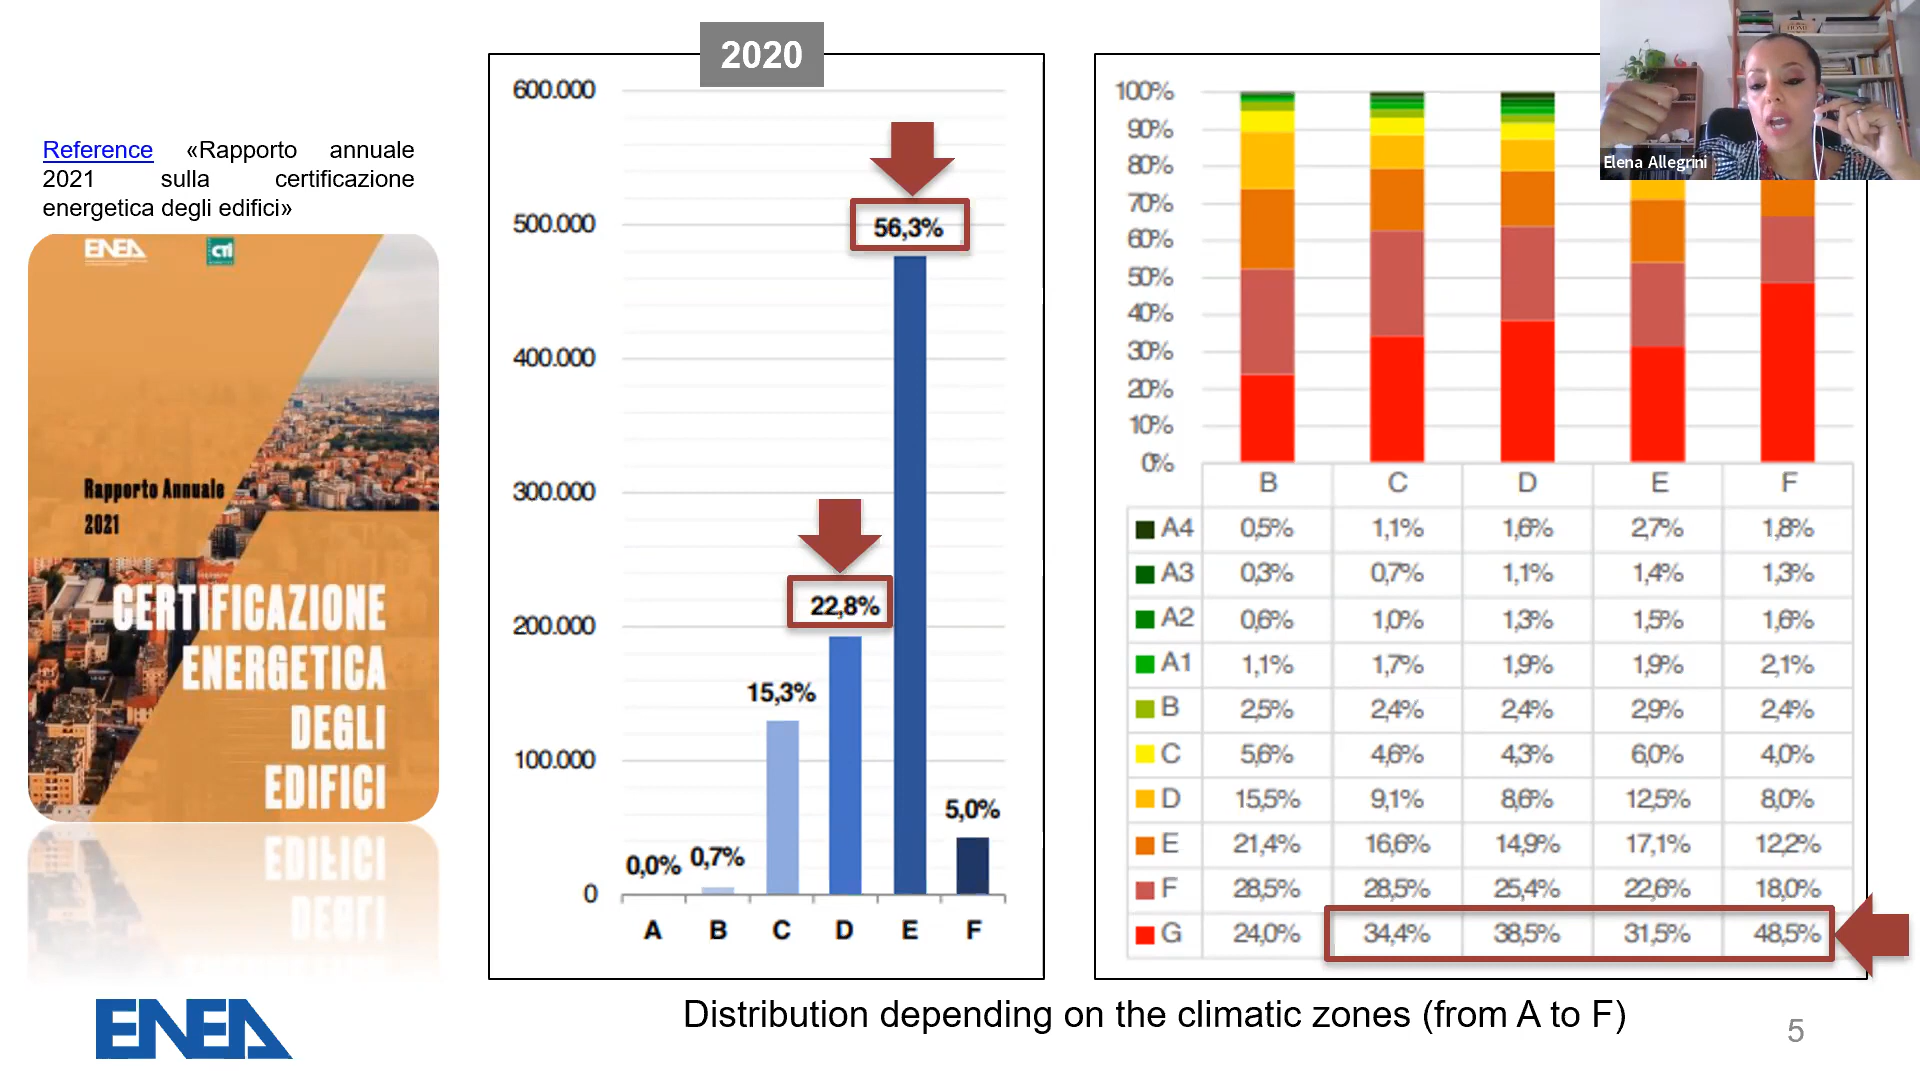 2020
Elena Allegrini
Reference «Rapporto annuale
2021 sulla certificazione
energetica degli edifici»
ENEA
CTI
Rapporto Annuale
2021
CERTIFICAZIONE
ENERGETICA
DEGLI
EDIFICI
600.000
500.000
400.000
300.000
200.000
100.000
0
0,0%
0,7%
15,3%
22,8%
56,3%
5,0%
A B C D E F
100%
90%
80%
70%
60%
50%
40%
30%
20%
10%
0%
B C D E F
A4 0,5% 1,1% 1,6% 2,7% 1,8%
A3 0,3% 0,7% 1,1% 1,4% 1,3%
A2 0,6% 1,0% 1,3% 1,5% 1,6%
A1 1,1% 1,7% 1,9% 1,9% 2,1%
B 2,5% 2,4% 2,4% 2,9% 2,4%
C 5,6% 4,6% 4,3% 6,0% 4,0%
D 15,5% 9,1% 8,6% 12,5% 8,0%
E 21,4% 16,6% 14,9% 17,1% 12,2%
F 28,5% 28,5% 25,4% 22,6% 18,0%
G 24,0% 34,4% 38,5% 31,5% 48,5%
Distribution depending on the climatic zones (from A to F)
ENEA
5